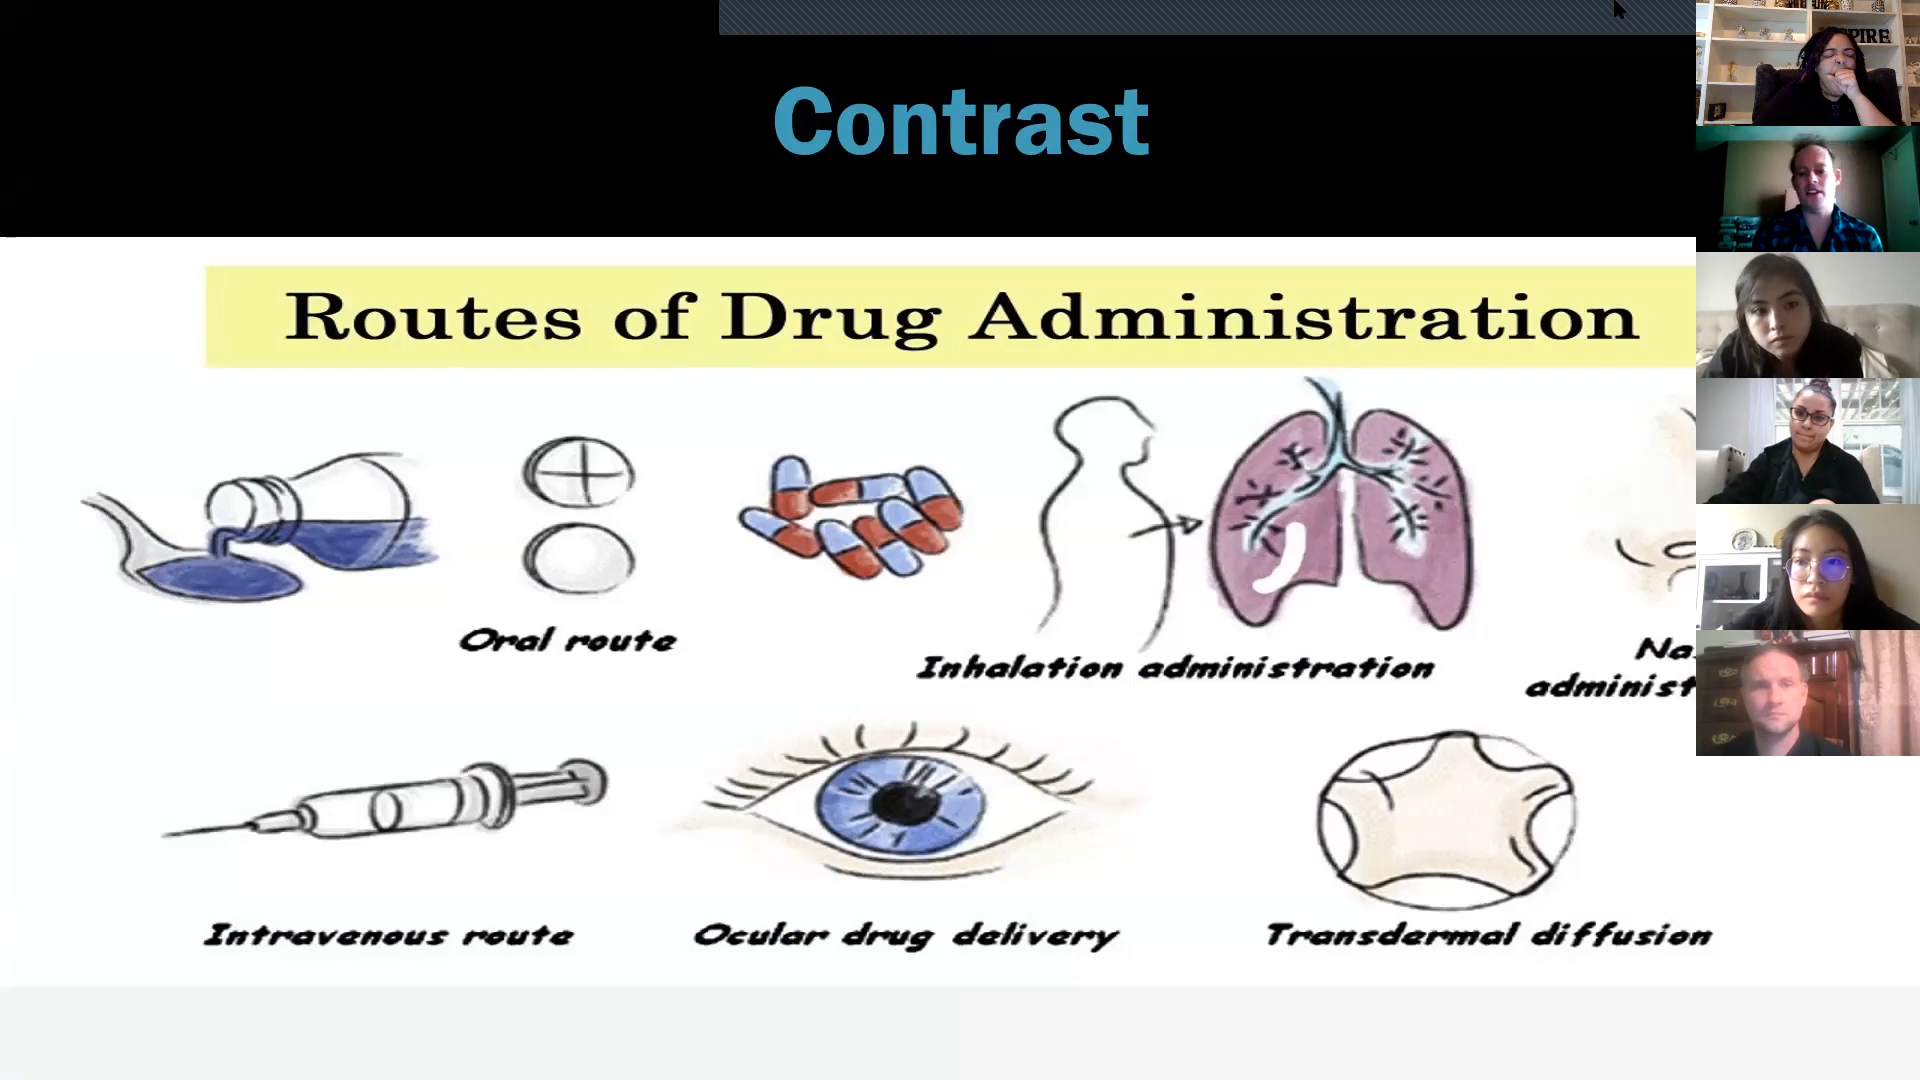 Contrast
Routes of Drug Administration
Oral route
Inhalation administration
Intravenous route
Ocular drug delivery
Transdermal diffusion